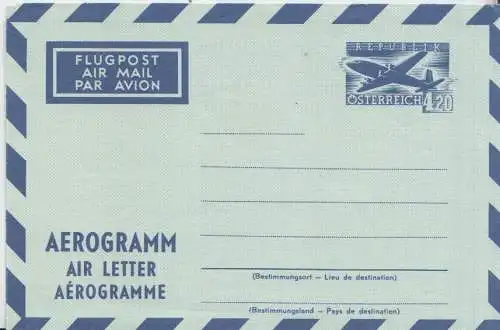 FLUGPOST
AIR MAIL
PAR AVION
REPUBLIK
ÖSTERREICH 4.20
AEROGRAMM
AIR LETTER
AÉROGRAMME
(Bestimmungsort – Lieu de destination)
(Bestimmungsland – Pays de destination)